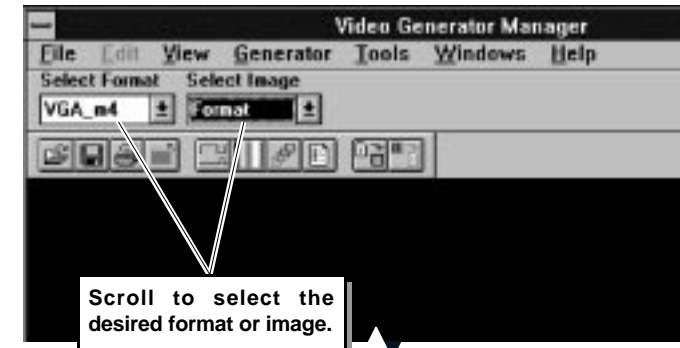 Video Generator Manager
File Edit View Generator Tools Windows Help
Select Format Select Image
VGA_m4 Format
Scroll to select the
desired format or image.